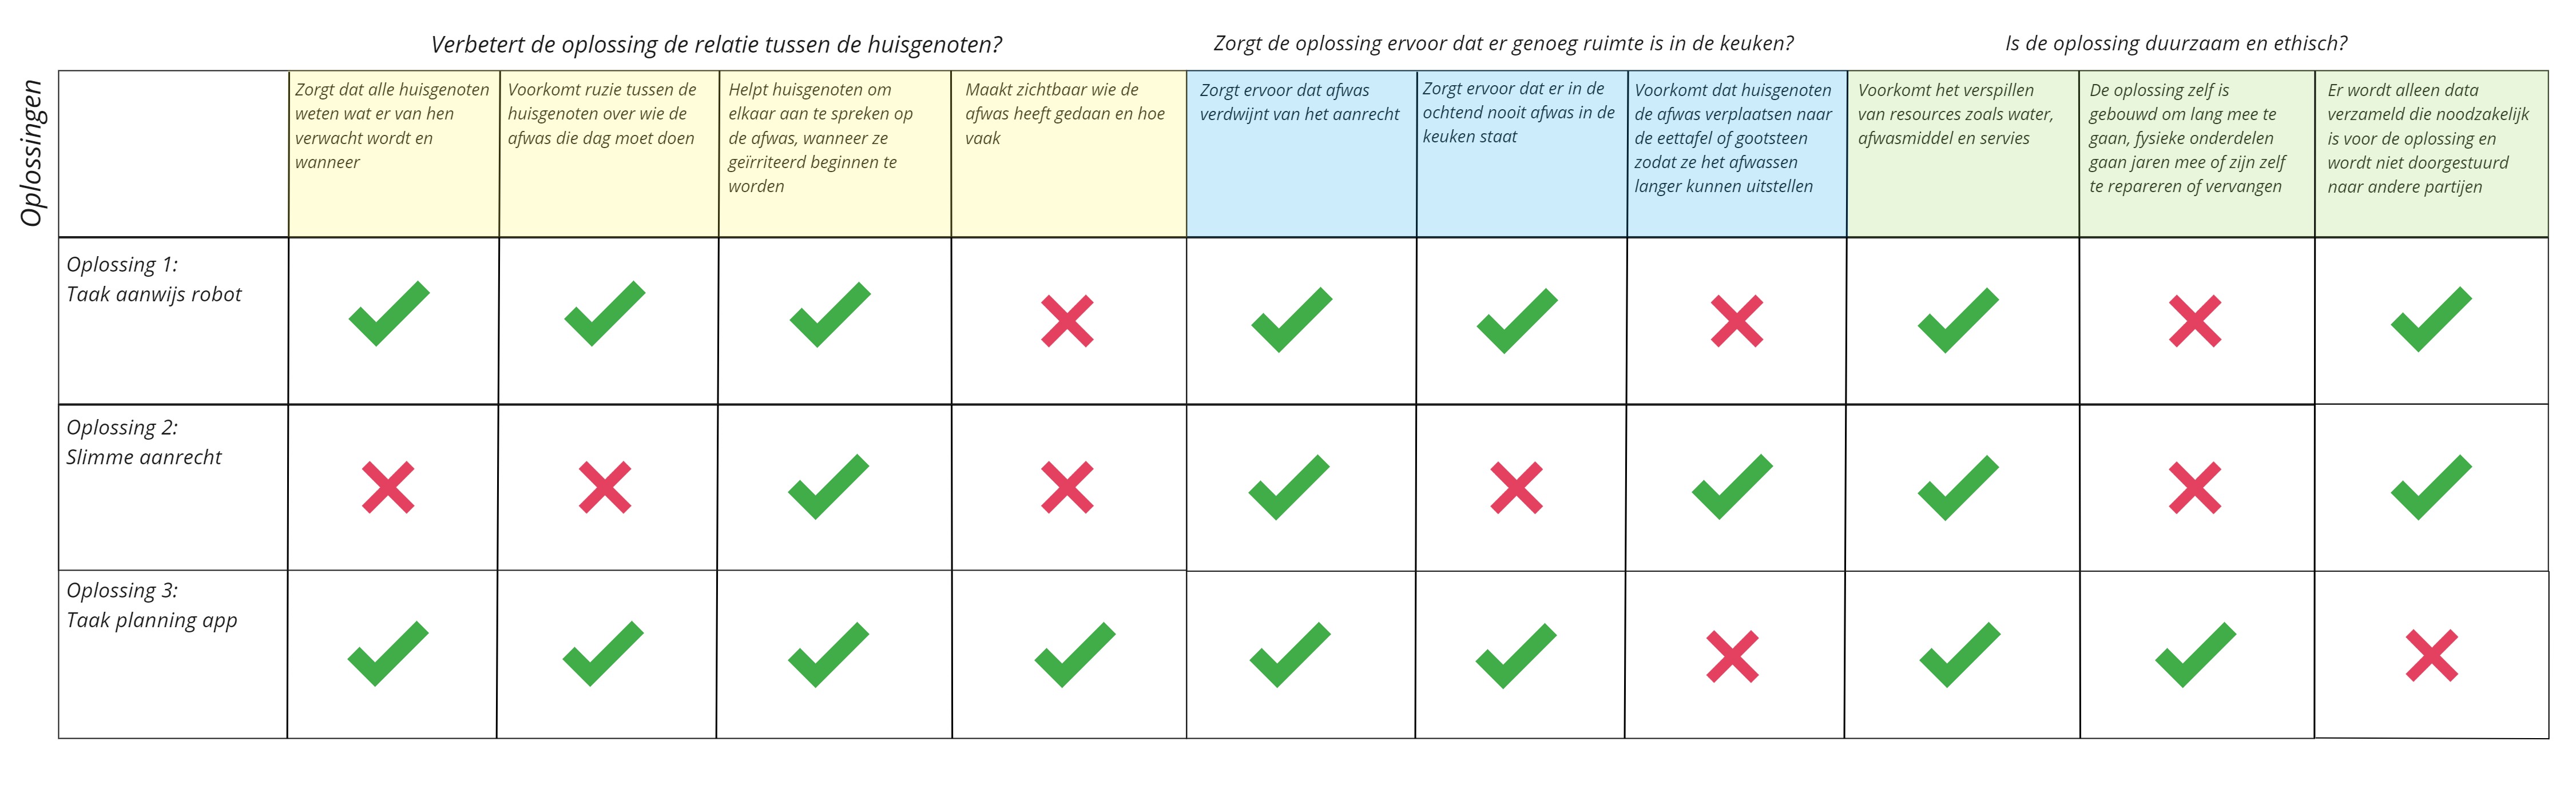 Verbetert de oplossing de relatie tussen de huisgenoten?
Zorgt de oplossing ervoor dat er genoeg ruimte is in de keuken?
Is de oplossing duurzaam en ethisch?
Oplossingen
Zorgt dat alle huisgenoten
weten wat er van hen
verwacht wordt en
wanneer
Voorkomt ruzie tussen de
huisgenoten over wie de
afwas die dag moet doen
Helpt huisgenoten om
elkaar aan te spreken op
de afwas, wanneer ze
geïrriteerd beginnen te
worden
Maakt zichtbaar wie de
afwas heeft gedaan en hoe
vaak
Zorgt ervoor dat afwas
verdwijnt van het aanrecht
Zorgt ervoor dat er in de
ochtend nooit afwas in de
keuken staat
Voorkomt dat huisgenoten
de afwas verplaatsen naar
de eettafel of gootsteen
zodat ze het afwassen
langer kunnen uitstellen
Voorkomt het verspillen
van resources zoals water,
afwasmiddel en servies
De oplossing zelf is
gebouwd om lang mee te
gaan, fysieke onderdelen
gaan jaren mee of zijn zelf
te repareren of vervangen
Er wordt alleen data
verzameld die noodzakelijk
is voor de oplossing en
wordt niet doorgestuurd
naar andere partijen
Oplossing 1:
Taak aanwijs robot
Oplossing 2:
Slimme aanrecht
Oplossing 3:
Taak planning app